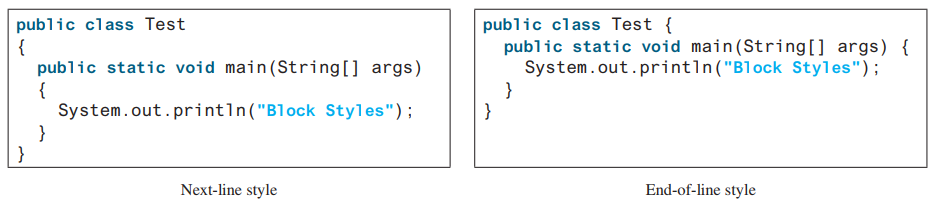 public class Test
{
  public static void main(String[] args)
  {
    System.out.println("Block Styles");
  }
}
Next-line style
public class Test {
  public static void main(String[] args) {
    System.out.println("Block Styles");
  }
}
End-of-line style